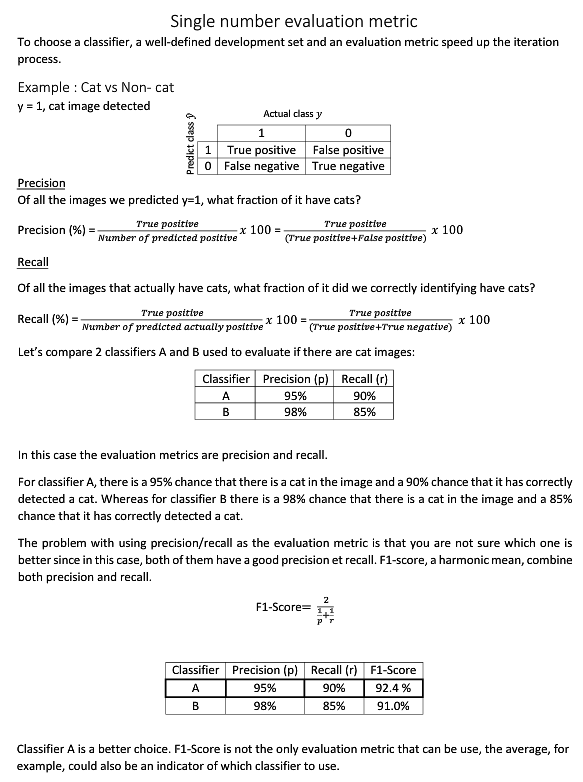 Single number evaluation metric
To choose a classifier, a well-defined development set and an evaluation metric speed up the iteration
process.
Example : Cat vs Non- cat
y = 1, cat image detected
Actual class y
Predict class ŷ
1 0
1 True positive False positive
0 False negative True negative
Precision
Of all the images we predicted y=1, what fraction of it have cats?
Precision (%) = True positive / Number of predicted positive x 100 = True positive / (True positive+False positive) x 100
Recall
Of all the images that actually have cats, what fraction of it did we correctly identifying have cats?
Recall (%) = True positive / Number of predicted actually positive x 100 = True positive / (True positive+True negative) x 100
Let's compare 2 classifiers A and B used to evaluate if there are cat images:
Classifier Precision (p) Recall (r)
A 95% 90%
B 98% 85%
In this case the evaluation metrics are precision and recall.
For classifier A, there is a 95% chance that there is a cat in the image and a 90% chance that it has correctly
detected a cat. Whereas for classifier B there is a 98% chance that there is a cat in the image and a 85%
chance that it has correctly detected a cat.
The problem with using precision/recall as the evaluation metric is that you are not sure which one is
better since in this case, both of them have a good precision et recall. F1-score, a harmonic mean, combine
both precision and recall.
F1-Score= 2 / (1/p + 1/r)
Classifier Precision (p) Recall (r) F1-Score
A 95% 90% 92.4 %
B 98% 85% 91.0%
Classifier A is a better choice. F1-Score is not the only evaluation metric that can be use, the average, for
example, could also be an indicator of which classifier to use.